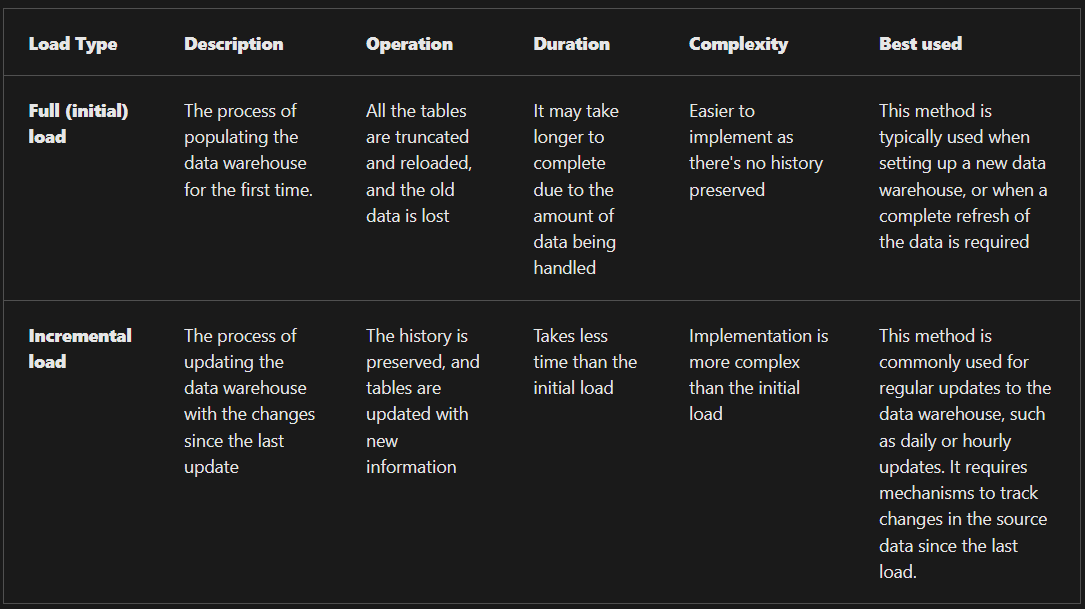 Load Type
Description
Operation
Duration
Complexity
Best used
Full (initial)
load
The process of
populating the
data warehouse
for the first time.
All the tables
are truncated
and reloaded,
and the old
data is lost
It may take
longer to
complete
due to the
amount of
data being
handled
Easier to
implement as
there's no history
preserved
This method is
typically used when
setting up a new data
warehouse, or when a
complete refresh of
the data is required
Incremental
load
The process of
updating the
data warehouse
with the changes
since the last
update
The history is
preserved, and
tables are
updated with
new
information
Takes less
time than the
initial load
Implementation is
more complex
than the initial
load
This method is
commonly used for
regular updates to the
data warehouse, such
as daily or hourly
updates. It requires
mechanisms to track
changes in the source
data since the last
load.